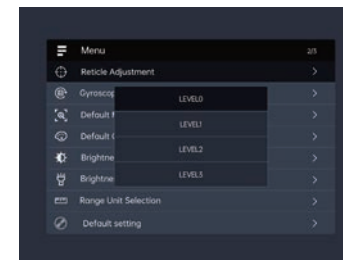 Menu 2/3
Reticle Adjustment
Gyroscop
LEVEL0
Default
LEVEL1
Default
LEVEL2
Brightne
LEVEL3
Brightne
Range Unit Selection
Default setting